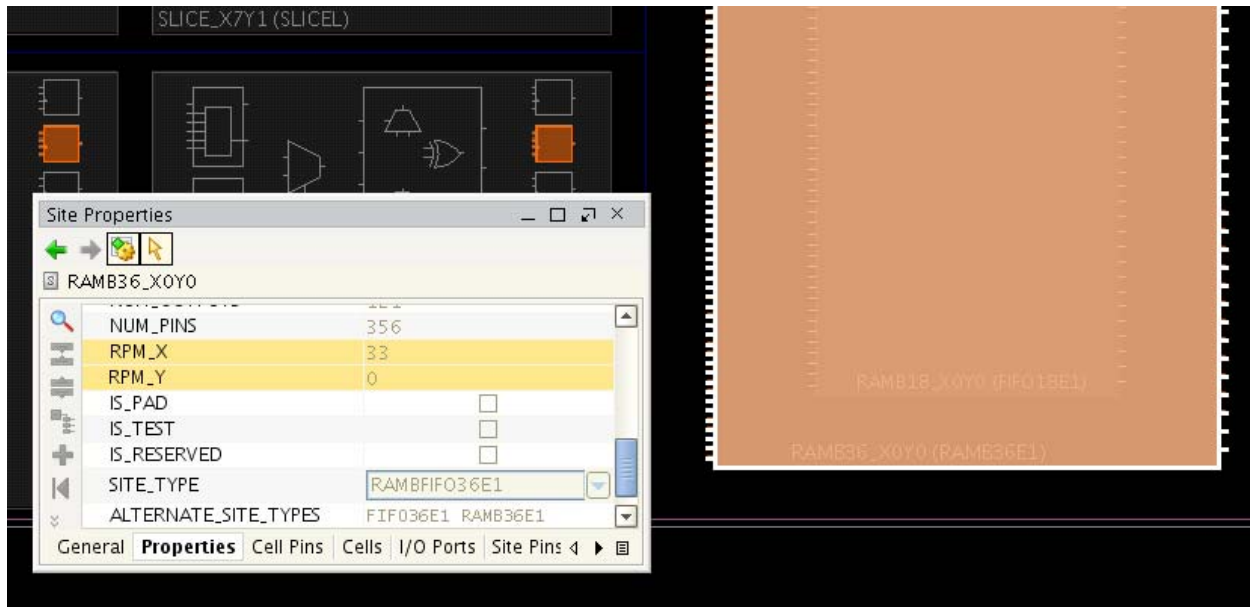 SLICE_X7Y1 (SLICEL)
Site Properties
RAMB36_X0Y0
NUM_PINS 356
RPM_X 33
RPM_Y 0
IS_PAD
IS_TEST
IS_RESERVED
SITE_TYPE RAMBFIFO36E1
ALTERNATE_SITE_TYPES FIFO36E1 RAMB36E1
General Properties Cell Pins Cells I/O Ports Site Pins
RAMB18_X0Y0 (FIFO18E1)
RAMB36_X0Y0 (RAMB36E1)